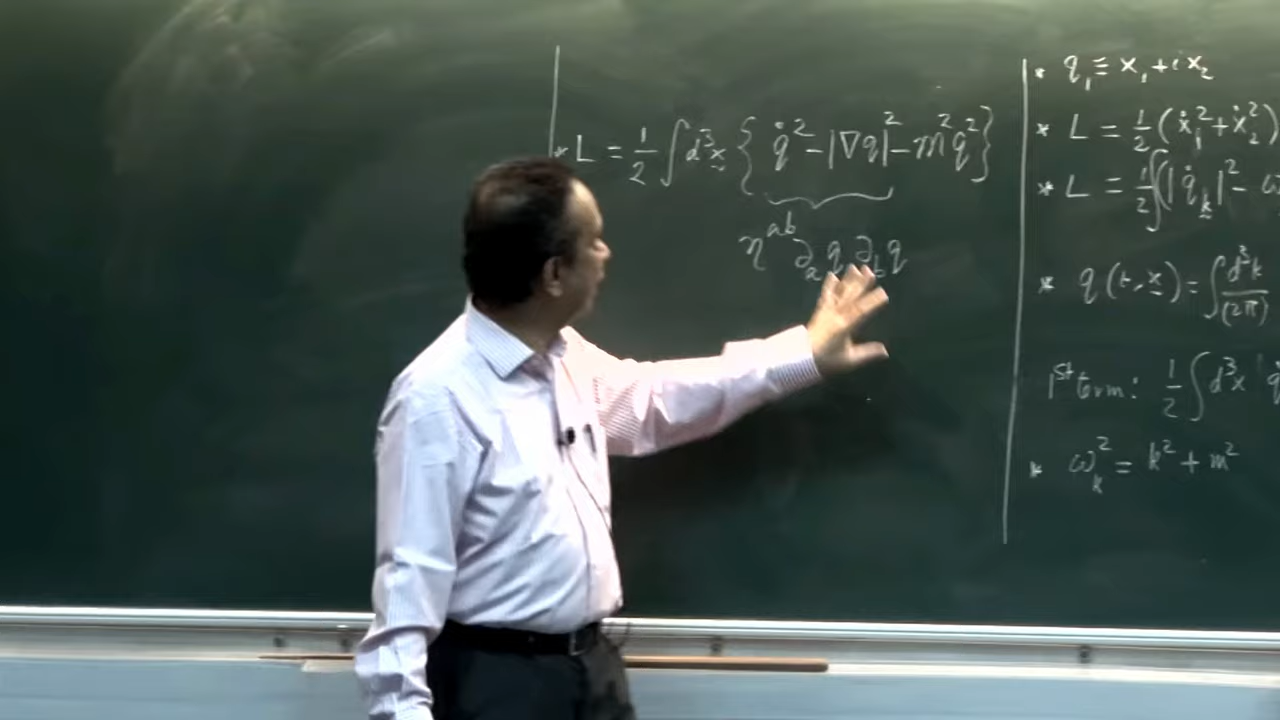 * L = 1/2 ∫ d³x { q̇² − |∇q|² − m²q² }
η^{ab} ∂_a q ∂_b q
* q₁ ≡ x₁ + i x₂
* L = 1/2 (ẋ₁² + ẋ₂²)
* L = 1/2 ∫ (|q̇_k|² − ω
* q(t, x) = ∫ d³k/(2π)
1st term: 1/2 ∫ d³x q̇
* ω_k² = k² + m²